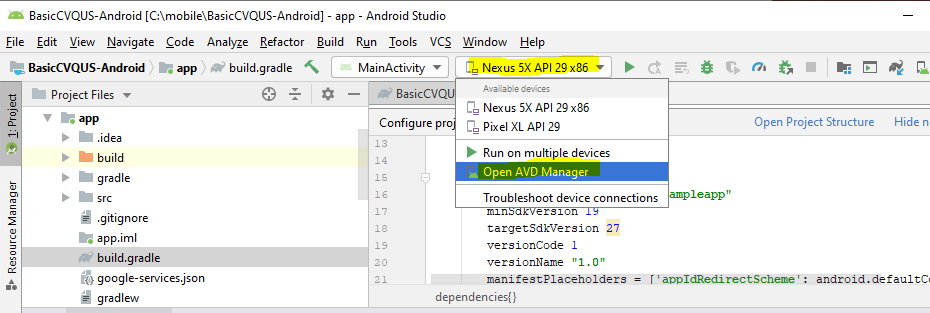 BasicCVQUS-Android [C:\mobile\BasicCVQUS-Android] - app - Android Studio
File Edit View Navigate Code Analyze Refactor Build Run Tools VCS Window Help
BasicCVQUS-Android app build.gradle MainActivity Nexus 5X API 29 x86
1: Project
Resource Manager
Project Files
app
.idea
build
gradle
src
.gitignore
app.iml
build.gradle
google-services.json
gradlew
BasicCVQUS
Available devices
Nexus 5X API 29 x86
Pixel XL API 29
Run on multiple devices
Open AVD Manager
Troubleshoot device connections
Configure proj
Open Project Structure Hide no
13
15
16 ampleapp"
17 minSdkVersion 19
18 targetSdkVersion 27
19 versionCode 1
20 versionName "1.0"
21 manifestPlaceholders = ['appIdRedirectScheme': android.defaultCo
dependencies{}